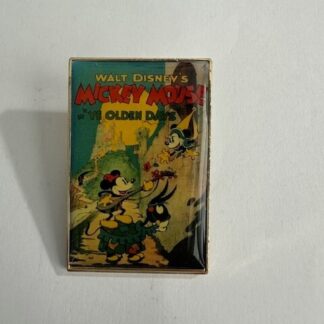 WALT DISNEY'S
MICKEY MOUSE
IN "YE OLDEN DAYS"